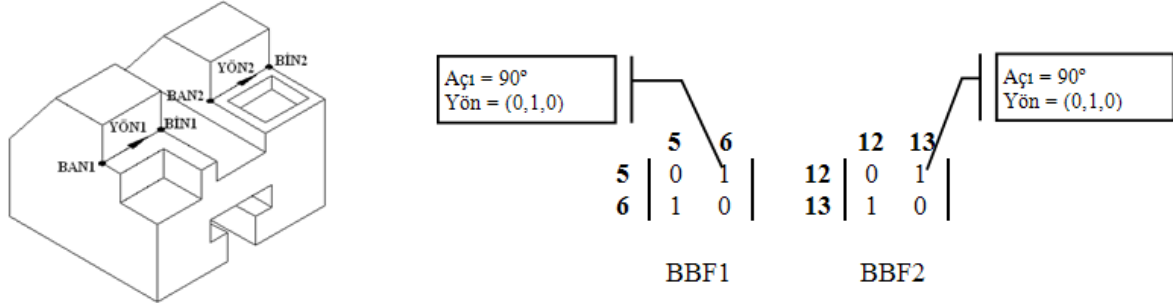 YÖN2
BİN2
BAN2
YÖN1
BİN1
BAN1
Açı = 90°
Yön = (0,1,0)
5 6
5 0 1
6 1 0
BBF1
Açı = 90°
Yön = (0,1,0)
12 13
12 0 1
13 1 0
BBF2